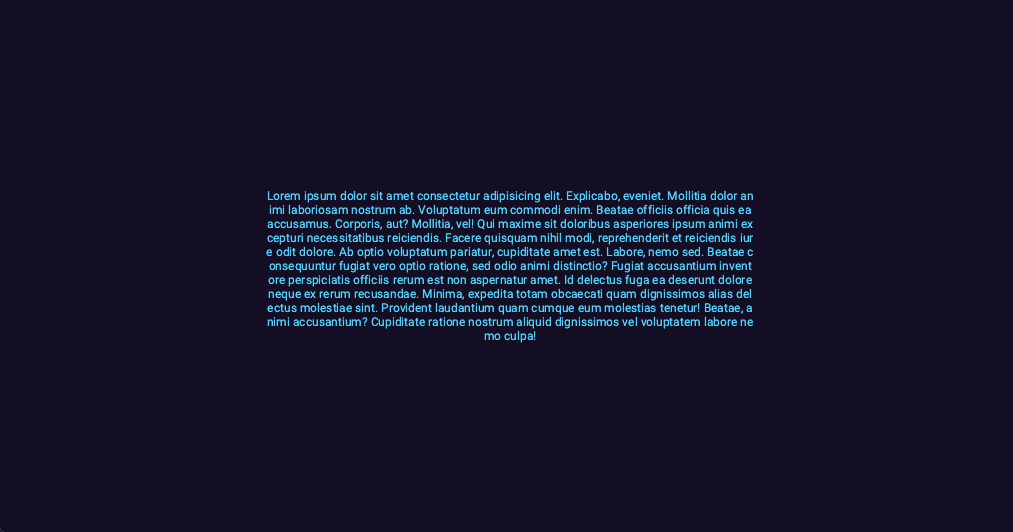 Lorem ipsum dolor sit amet consectetur adipisicing elit. Explicabo, eveniet. Mollitia dolor an
imi laboriosam nostrum ab. Voluptatum eum commodi enim. Beatae officiis officia quis ea
accusamus. Corporis, aut? Mollitia, vel! Qui maxime sit doloribus asperiores ipsum animi ex
cepturi necessitatibus reiciendis. Facere quisquam nihil modi, reprehenderit et reiciendis iur
e odit dolore. Ab optio voluptatum pariatur, cupiditate amet est. Labore, nemo sed. Beatae c
onsequuntur fugiat vero optio ratione, sed odio animi distinctio? Fugiat accusantium invent
ore perspiciatis officiis rerum est non aspernatur amet. Id delectus fuga ea deserunt dolore
neque ex rerum recusandae. Minima, expedita totam obcaecati quam dignissimos alias del
ectus molestiae sint. Provident laudantium quam cumque eum molestias tenetur! Beatae, a
nimi accusantium? Cupiditate ratione nostrum aliquid dignissimos vel voluptatem labore ne
mo culpa!